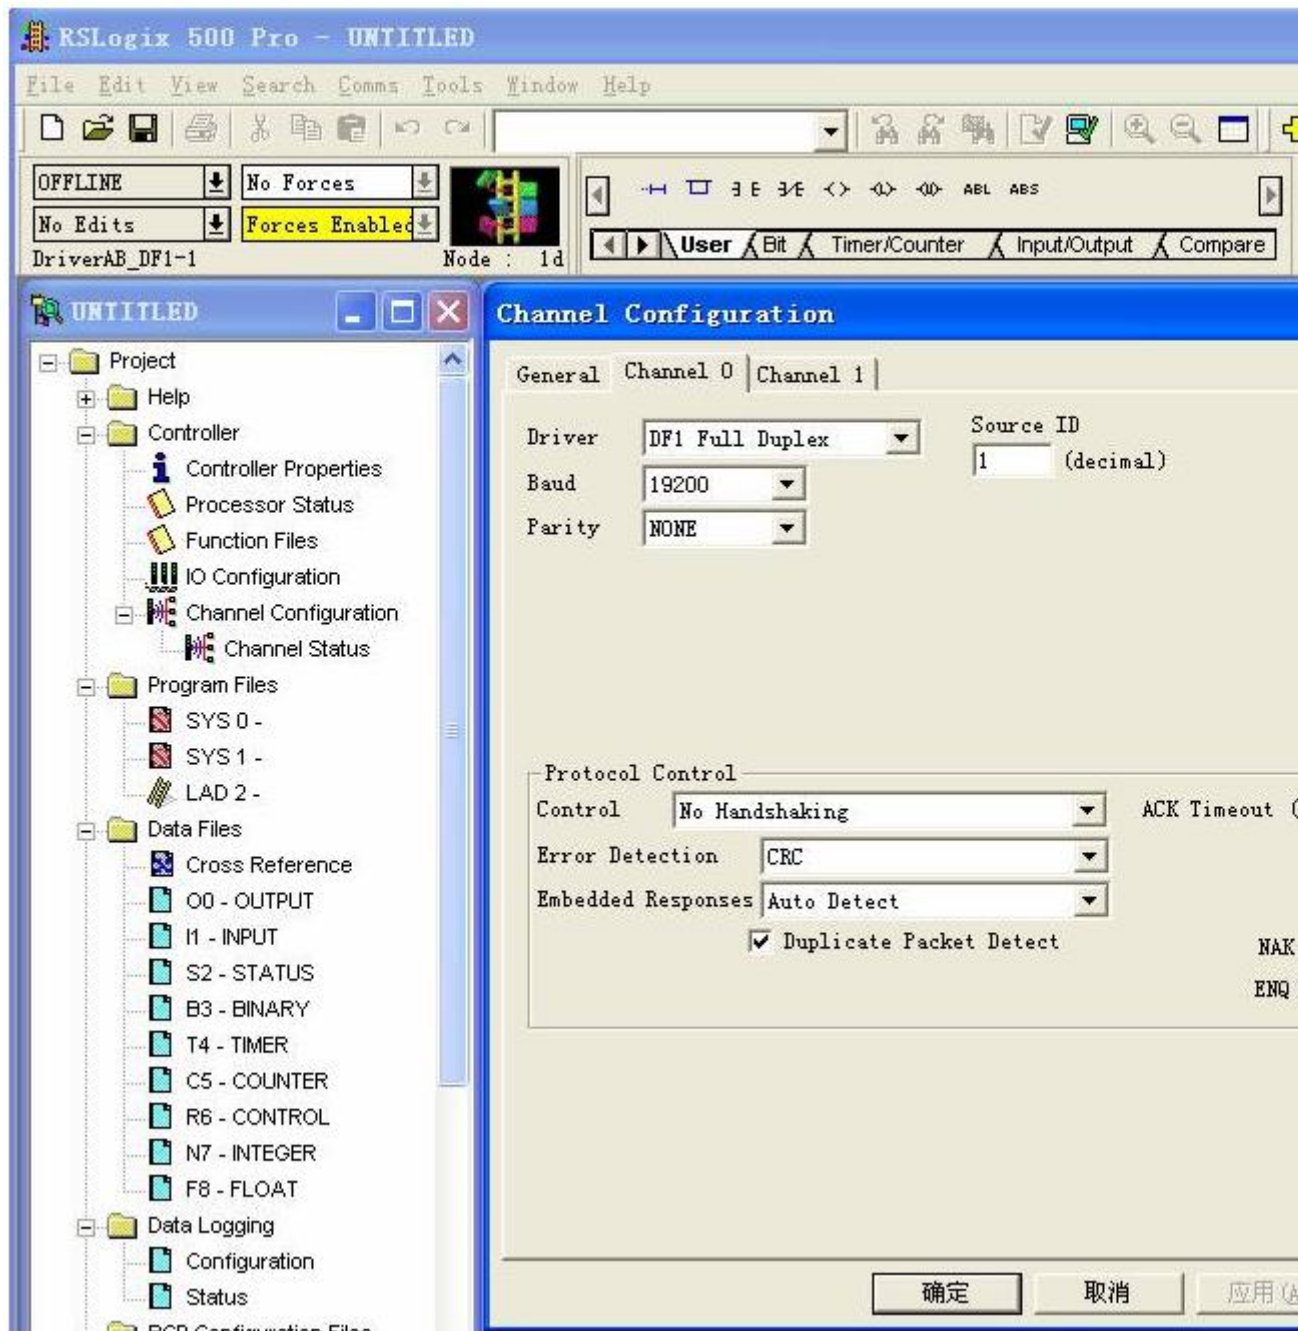 RSLogix 500 Pro - UNTITLED
File Edit View Search Comms Tools Window Help
OFFLINE No Forces
No Edits Forces Enabled
DriverAB_DF1-1 Node : 1d
ABL ABS
User Bit Timer/Counter Input/Output Compare
UNTITLED
Project
Help
Controller
Controller Properties
Processor Status
Function Files
IO Configuration
Channel Configuration
Channel Status
Program Files
SYS 0 -
SYS 1 -
LAD 2 -
Data Files
Cross Reference
O0 - OUTPUT
I1 - INPUT
S2 - STATUS
B3 - BINARY
T4 - TIMER
C5 - COUNTER
R6 - CONTROL
N7 - INTEGER
F8 - FLOAT
Data Logging
Configuration
Status
RCP Configuration Files
Channel Configuration
General Channel 0 Channel 1
Driver DF1 Full Duplex Source ID
1 (decimal)
Baud 19200
Parity NONE
Protocol Control
Control No Handshaking ACK Timeout (
Error Detection CRC
Embedded Responses Auto Detect
Duplicate Packet Detect NAK
ENQ
确定 取消 应用(A